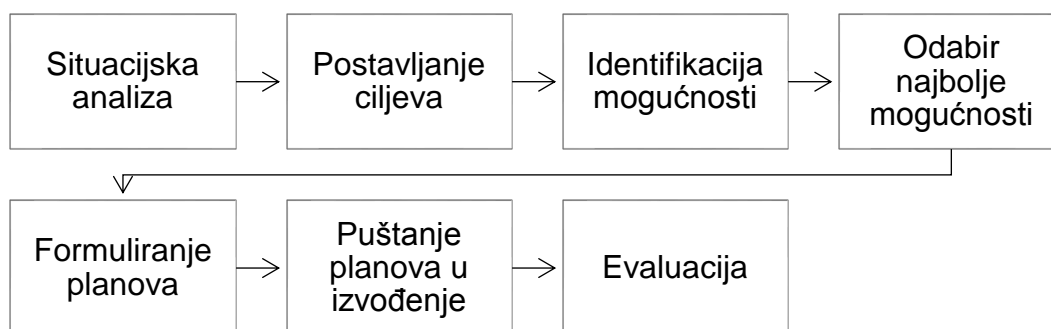 Situacijska
analiza
Postavljanje
ciljeva
Identifikacija
mogućnosti
Odabir
najbolje
mogućnosti
Formuliranje
planova
Puštanje
planova u
izvođenje
Evaluacija